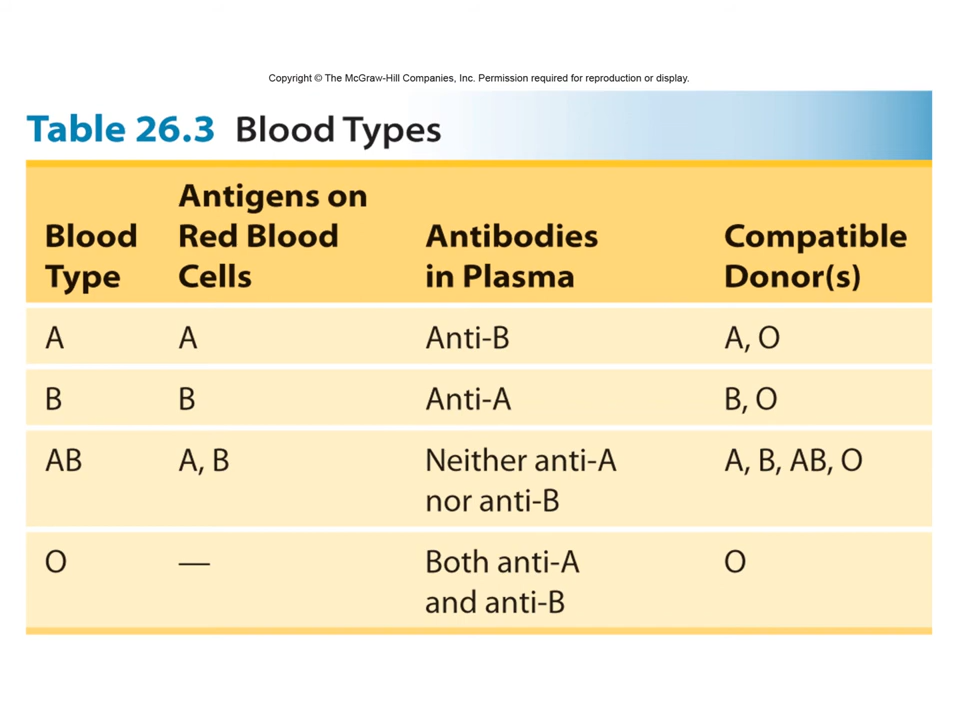 Copyright © The McGraw-Hill Companies, Inc. Permission required for reproduction or display.
Table 26.3 Blood Types
Blood Type | Antigens on Red Blood Cells | Antibodies in Plasma | Compatible Donor(s)
A | A | Anti-B | A, O
B | B | Anti-A | B, O
AB | A, B | Neither anti-A nor anti-B | A, B, AB, O
O | — | Both anti-A and anti-B | O